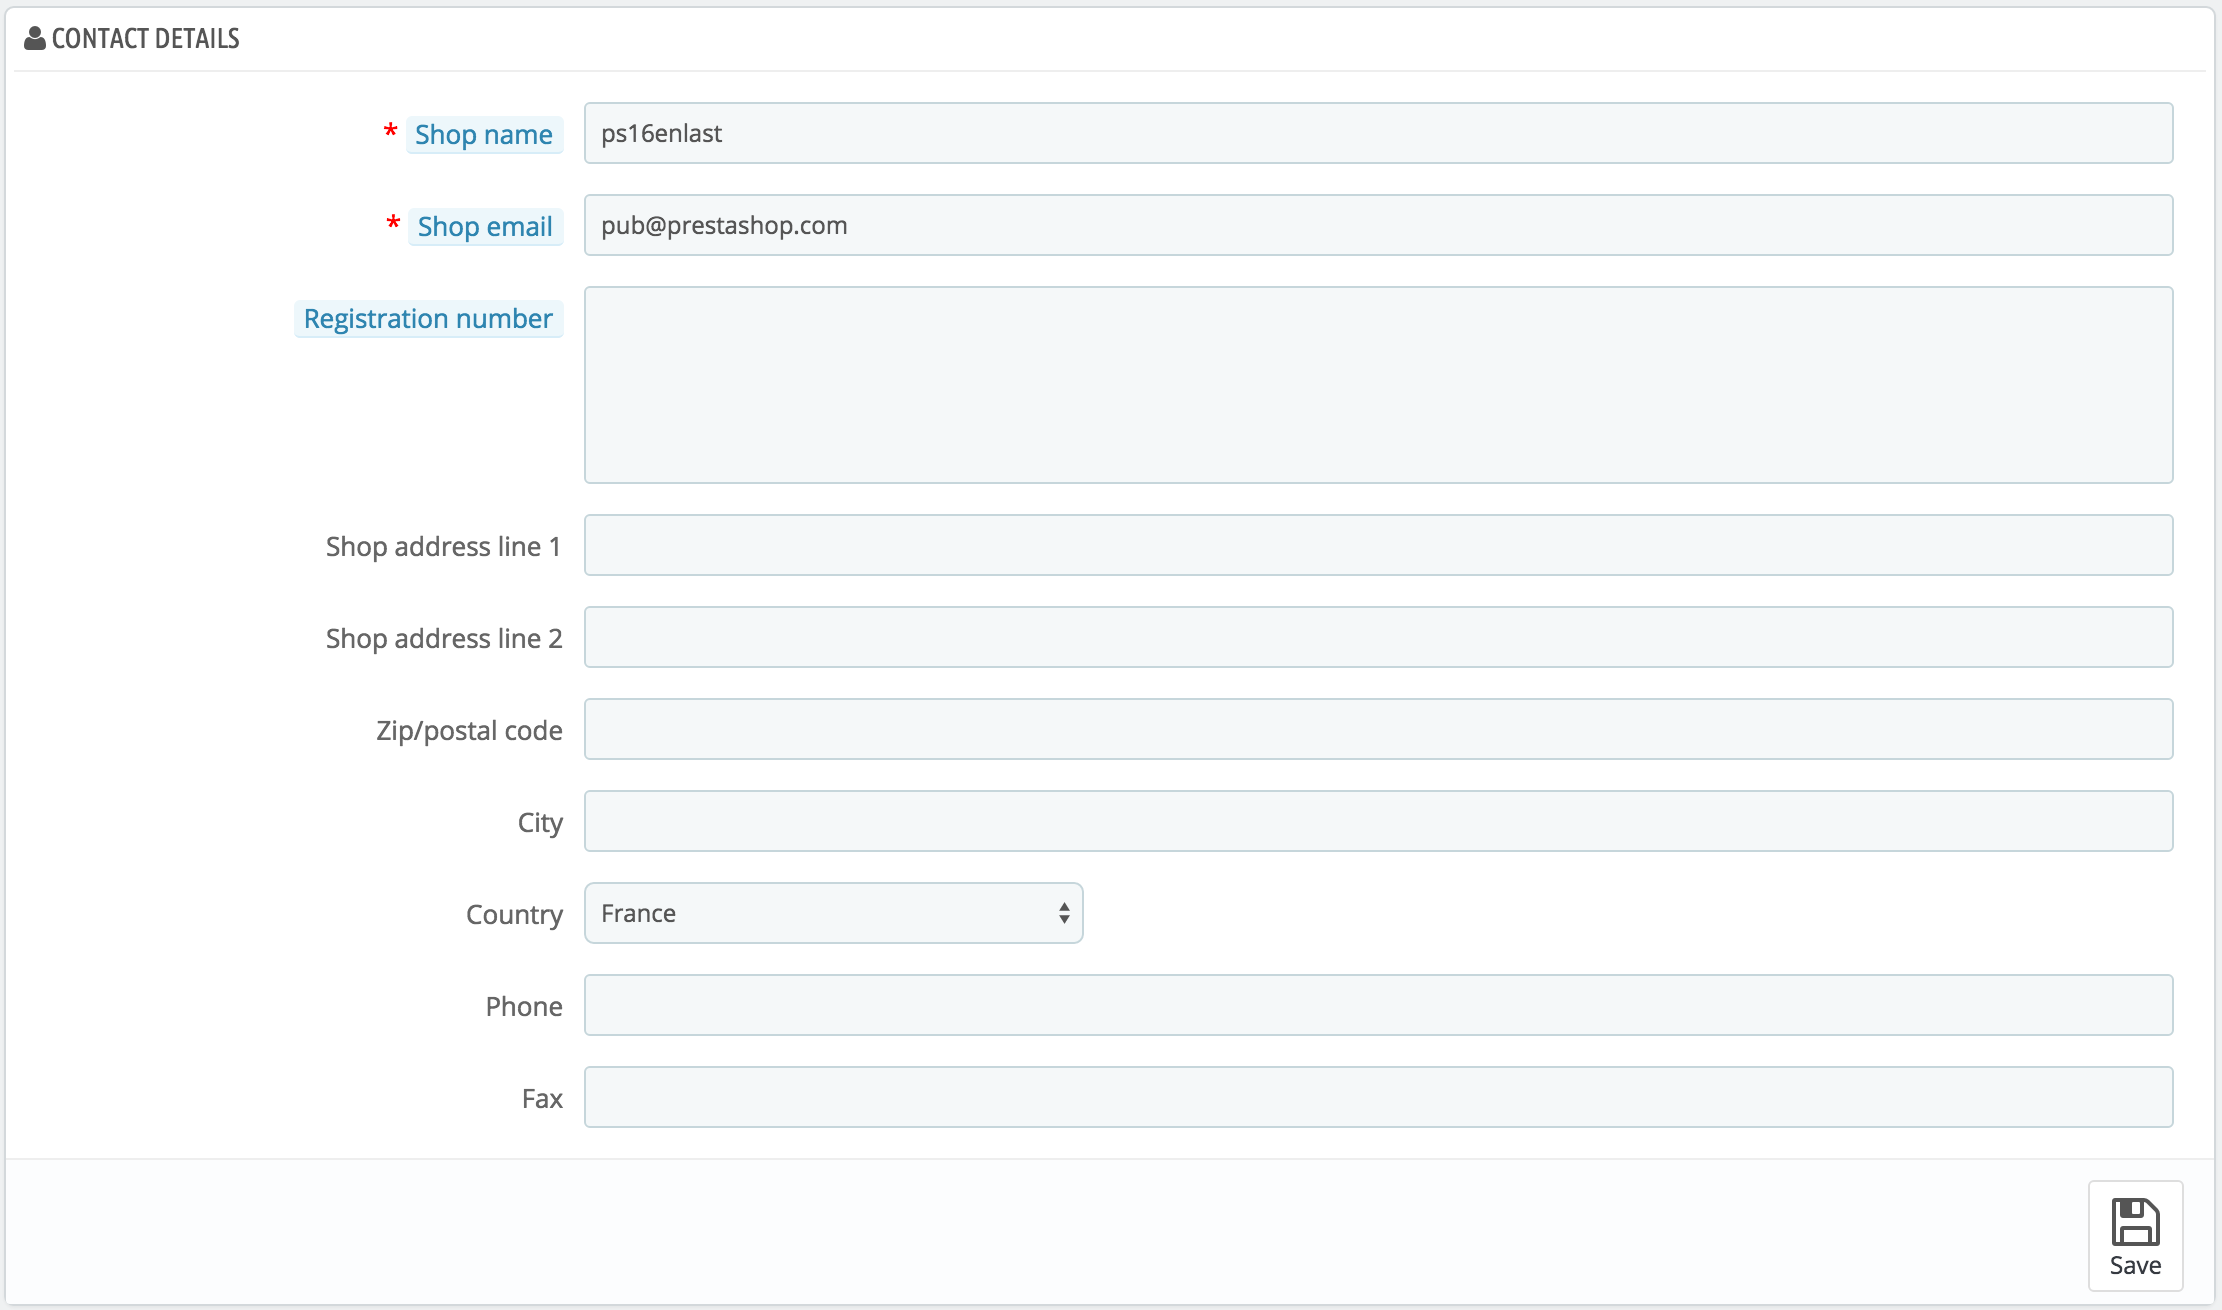 CONTACT DETAILS
* Shop name ps16enlast
* Shop email pub@prestashop.com
Registration number
Shop address line 1
Shop address line 2
Zip/postal code
City
Country France
Phone
Fax
Save